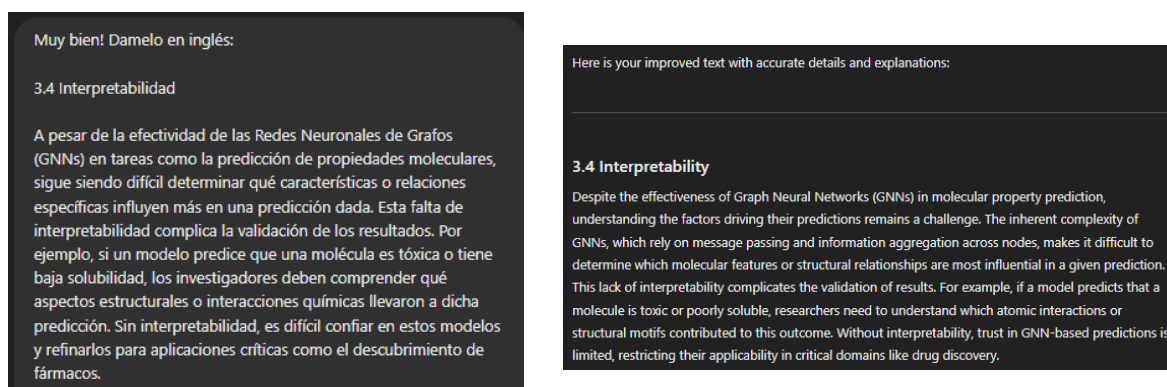 Muy bien! Damelo en inglés:
3.4 Interpretabilidad
A pesar de la efectividad de las Redes Neuronales de Grafos
(GNNs) en tareas como la predicción de propiedades moleculares,
sigue siendo difícil determinar qué características o relaciones
específicas influyen más en una predicción dada. Esta falta de
interpretabilidad complica la validación de los resultados. Por
ejemplo, si un modelo predice que una molécula es tóxica o tiene
baja solubilidad, los investigadores deben comprender qué
aspectos estructurales o interacciones químicas llevaron a dicha
predicción. Sin interpretabilidad, es difícil confiar en estos modelos
y refinarlos para aplicaciones críticas como el descubrimiento de
fármacos.
Here is your improved text with accurate details and explanations:
3.4 Interpretability
Despite the effectiveness of Graph Neural Networks (GNNs) in molecular property prediction,
understanding the factors driving their predictions remains a challenge. The inherent complexity of
GNNs, which rely on message passing and information aggregation across nodes, makes it difficult to
determine which molecular features or structural relationships are most influential in a given prediction.
This lack of interpretability complicates the validation of results. For example, if a model predicts that a
molecule is toxic or poorly soluble, researchers need to understand which atomic interactions or
structural motifs contributed to this outcome. Without interpretability, trust in GNN-based predictions is
limited, restricting their applicability in critical domains like drug discovery.